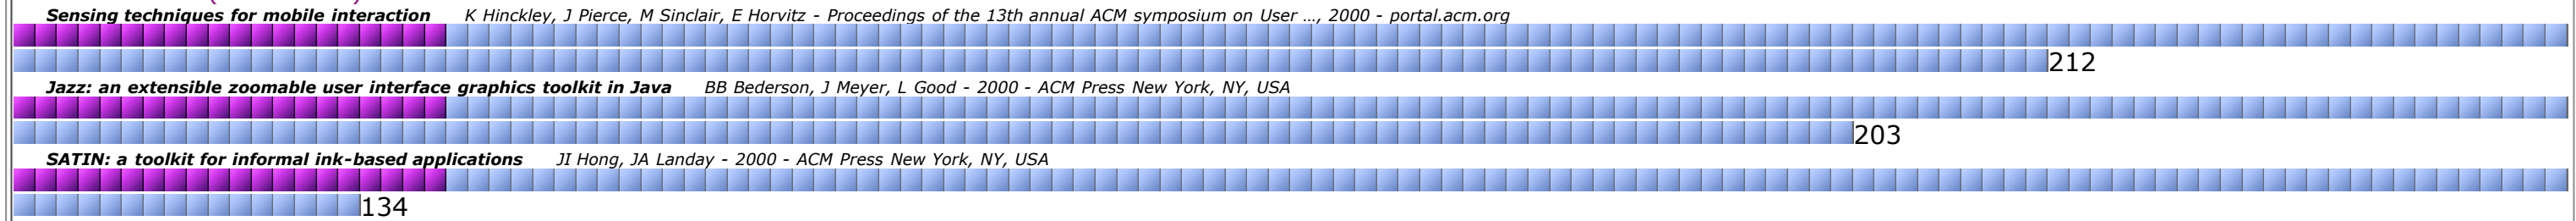 Sensing techniques for mobile interaction K Hinckley, J Pierce, M Sinclair, E Horvitz - Proceedings of the 13th annual ACM symposium on User ..., 2000 - portal.acm.org
212
Jazz: an extensible zoomable user interface graphics toolkit in Java BB Bederson, J Meyer, L Good - 2000 - ACM Press New York, NY, USA
203
SATIN: a toolkit for informal ink-based applications JI Hong, JA Landay - 2000 - ACM Press New York, NY, USA
134